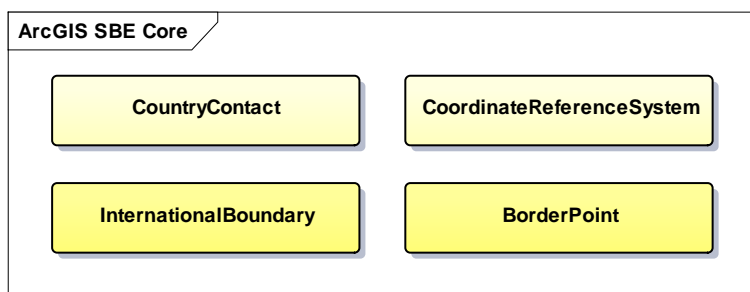 ArcGIS SBE Core
CountryContact
CoordinateReferenceSystem
InternationalBoundary
BorderPoint